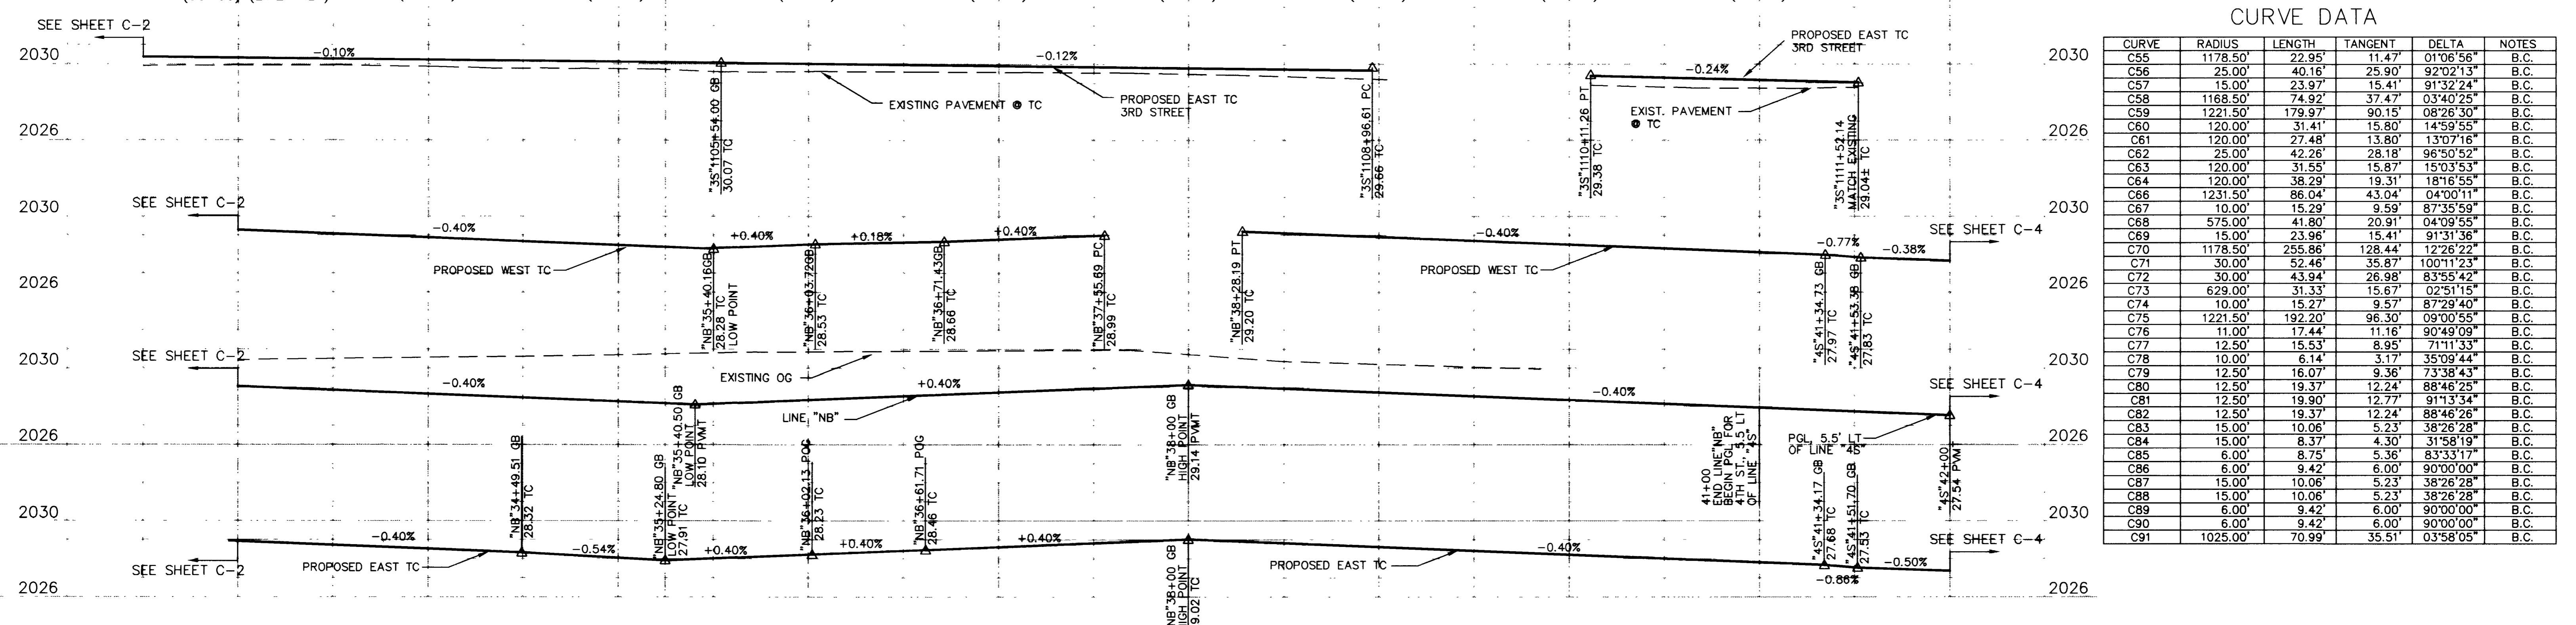 SEE SHEET C-2
2030
-0.10%
-0.12%
PROPOSED EAST TC
3RD STREET
-0.24%
2030
EXISTING PAVEMENT @ TC
PROPOSED EAST TC
3RD STREET
EXIST. PAVEMENT
@ TC
2026
2026
"3S"1105+54.00 GB
30.07 TC
"3S"1108+96.61 PC
29.66 TC
"3S"1110+11.26 PT
29.38 TC
"3S"1111+52.14
MATCH EXISTING
29.04± TC
2030
SEE SHEET C-2
-0.40%
+0.40%
+0.18%
+0.40%
-0.40%
-0.77%
-0.38%
SEE SHEET C-4
2030
PROPOSED WEST TC
PROPOSED WEST TC
2026
2026
"NB"35+40.16GB
28.28 TC
LOW POINT
"NB"36+03.72GB
28.53 TC
"NB"36+71.43GB
28.66 TC
"NB"37+55.69 PC
28.99 TC
"NB"38+28.19 PT
29.20 TC
"4S"41+34.73 GB
27.97 TC
"4S"41+53.38 GB
27.83 TC
2030
SEE SHEET C-2
EXISTING OG
2030
-0.40%
+0.40%
-0.40%
SEE SHEET C-4
LINE "NB"
"NB"35+40.50 GB
LOW POINT
28.10 PVMT
"NB"38+00 GB
HIGH POINT
29.14 PVMT
41+00
END LINE"NB"
BEGIN PGL FOR
4TH ST., 5.5' LT
OF LINE "4S"
PGL, 5.5' LT
OF LINE "4S"
"4S"42+00
27.54 PVMT
2026
2026
"NB"34+49.51 GB
28.32 TC
"NB"35+24.80 GB
LOW POINT
27.91 TC
"NB"36+02.13 POG
28.23 TC
"NB"36+61.71 POG
28.46 TC
"4S"41+34.17 GB
27.68 TC
"4S"41+51.70 GB
27.53 TC
2030
2030
-0.40%
-0.54%
+0.40%
+0.40%
+0.40%
-0.40%
-0.86%
-0.50%
SEE SHEET C-4
SEE SHEET C-2
PROPOSED EAST TC
PROPOSED EAST TC
"NB"38+00 GB
HIGH POINT
9.02 TC
2026
2026
CURVE DATA
CURVE RADIUS LENGTH TANGENT DELTA NOTES
C55 1178.50' 22.95' 11.47' 01°06'56" B.C.
C56 25.00' 40.16' 25.90' 92°02'13" B.C.
C57 15.00' 23.97' 15.41' 91°32'24" B.C.
C58 1168.50' 74.92' 37.47' 03°40'25" B.C.
C59 1221.50' 179.97' 90.15' 08°26'30" B.C.
C60 120.00' 31.41' 15.80' 14°59'55" B.C.
C61 120.00' 27.48' 13.80' 13°07'16" B.C.
C62 25.00' 42.26' 28.18' 96°50'52" B.C.
C63 120.00' 31.55' 15.87' 15°03'53" B.C.
C64 120.00' 38.29' 19.31' 18°16'55" B.C.
C66 1231.50' 86.04' 43.04' 04°00'11" B.C.
C67 10.00' 15.29' 9.59' 87°35'59" B.C.
C68 575.00' 41.80' 20.91' 04°09'55" B.C.
C69 15.00' 23.96' 15.41' 91°31'36" B.C.
C70 1178.50' 255.86' 128.44' 12°26'22" B.C.
C71 30.00' 52.46' 35.87' 100°11'23" B.C.
C72 30.00' 43.94' 26.98' 83°55'42" B.C.
C73 629.00' 31.33' 15.67' 02°51'15" B.C.
C74 10.00' 15.27' 9.57' 87°29'40" B.C.
C75 1221.50' 192.20' 96.30' 09°00'55" B.C.
C76 11.00' 17.44' 11.16' 90°49'09" B.C.
C77 12.50' 15.53' 8.95' 71°11'33" B.C.
C78 10.00' 6.14' 3.17' 35°09'44" B.C.
C79 12.50' 16.07' 9.36' 73°38'43" B.C.
C80 12.50' 19.37' 12.24' 88°46'25" B.C.
C81 12.50' 19.90' 12.77' 91°13'34" B.C.
C82 12.50' 19.37' 12.24' 88°46'26" B.C.
C83 15.00' 10.06' 5.23' 38°26'28" B.C.
C84 15.00' 8.37' 4.30' 31°58'19" B.C.
C85 6.00' 8.75' 5.36' 83°33'17" B.C.
C86 6.00' 9.42' 6.00' 90°00'00" B.C.
C87 15.00' 10.06' 5.23' 38°26'28" B.C.
C88 15.00' 10.06' 5.23' 38°26'28" B.C.
C89 6.00' 9.42' 6.00' 90°00'00" B.C.
C90 6.00' 9.42' 6.00' 90°00'00" B.C.
C91 1025.00' 70.99' 35.51' 03°58'05" B.C.